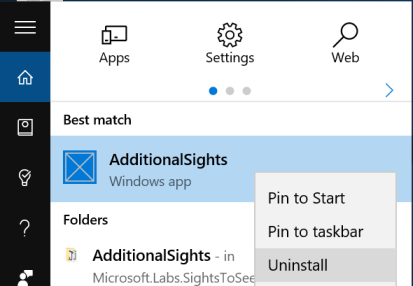 Apps
Settings
Web
Best match
AdditionalSights
Windows app
Pin to Start
Folders
Pin to taskbar
AdditionalSights - in
Uninstall
Microsoft.Labs.SightsToSee